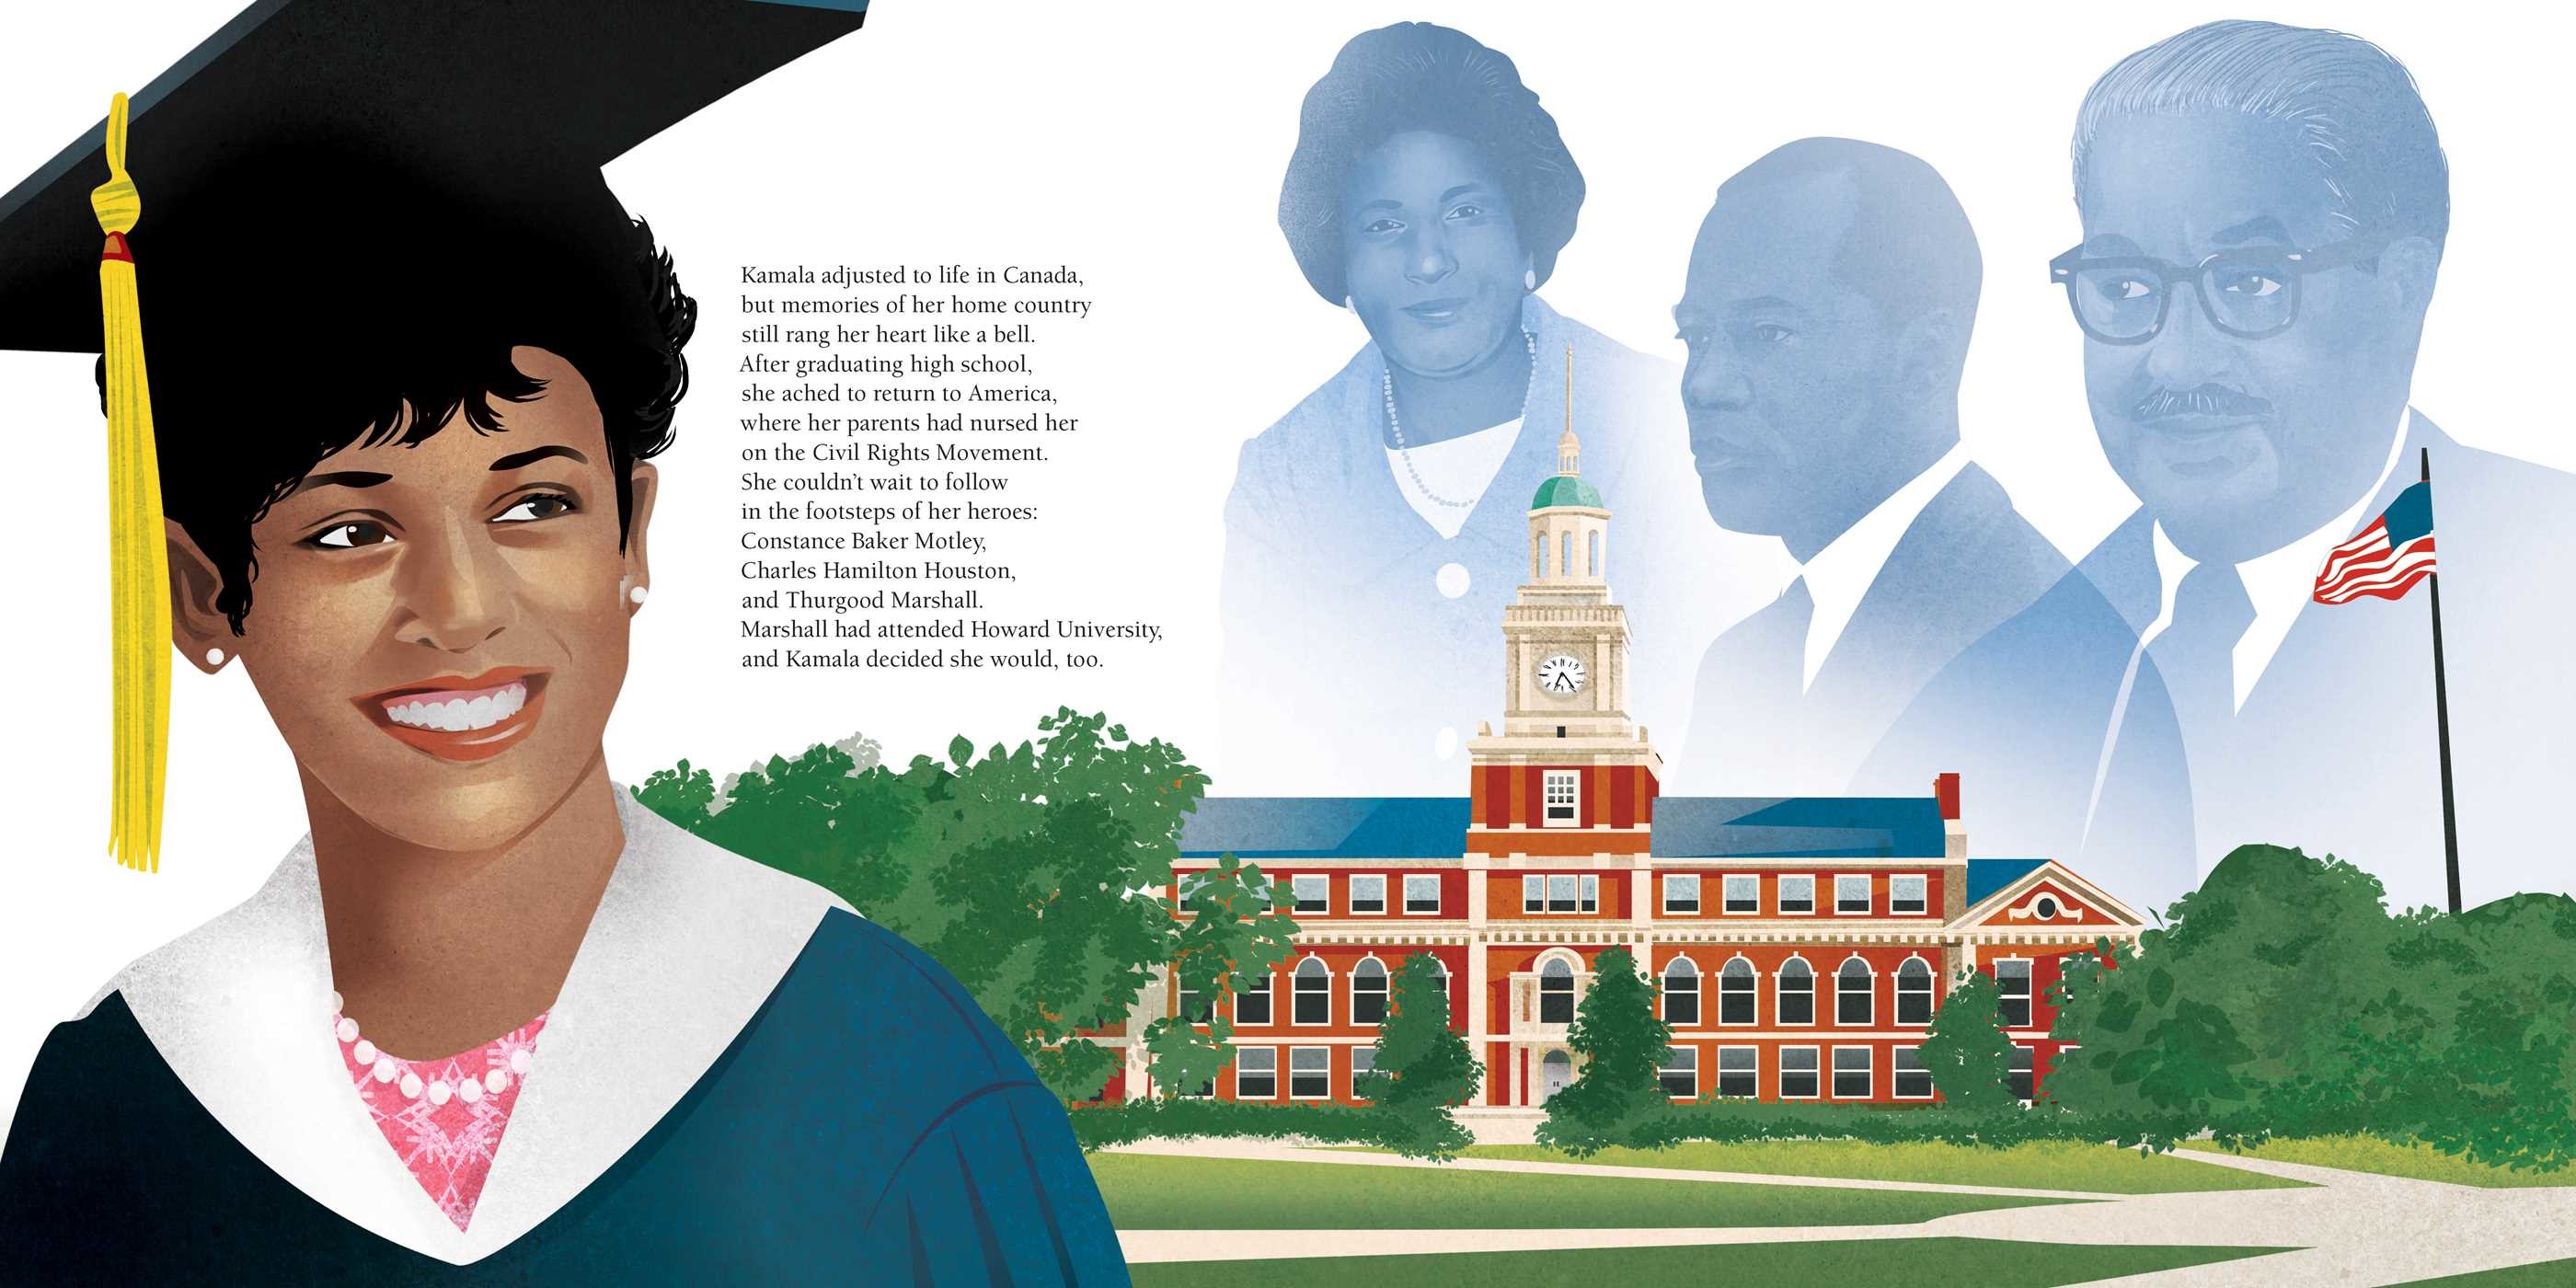 Kamala adjusted to life in Canada,
but memories of her home country
still rang her heart like a bell.
After graduating high school,
she ached to return to America,
where her parents had nursed her
on the Civil Rights Movement.
She couldn’t wait to follow
in the footsteps of her heroes:
Constance Baker Motley,
Charles Hamilton Houston,
and Thurgood Marshall.
Marshall had attended Howard University,
and Kamala decided she would, too.